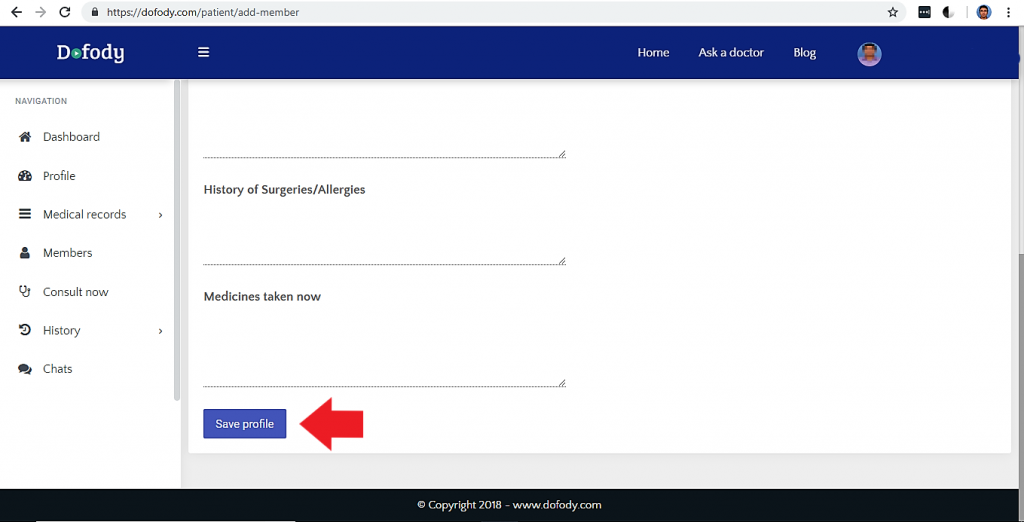 https://dofody.com/patient/add-member
Dofody
Home Ask a doctor Blog
NAVIGATION
Dashboard
Profile
Medical records
Members
Consult now
History
Chats
History of Surgeries/Allergies
Medicines taken now
Save profile
© Copyright 2018 - www.dofody.com